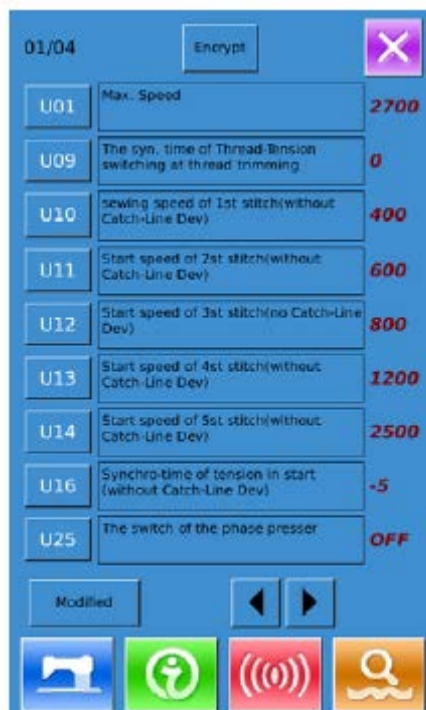 01/04
Encrypt
U01
Max. Speed
2700
U09
The syn. time of Thread-Tension
switching at thread trimming
0
U10
sewing speed of 1st stitch(without
Catch-Line Dev)
400
U11
Start speed of 2st stitch(without
Catch-Line Dev)
600
U12
Start speed of 3st stitch(no Catch-Line
Dev)
800
U13
Start speed of 4st stitch(without
Catch-Line Dev)
1200
U14
Start speed of 5st stitch(without
Catch-Line Dev)
2500
U16
Synchro-time of tension in start
(without Catch-Line Dev)
-5
U25
The switch of the phase presser
OFF
Modified